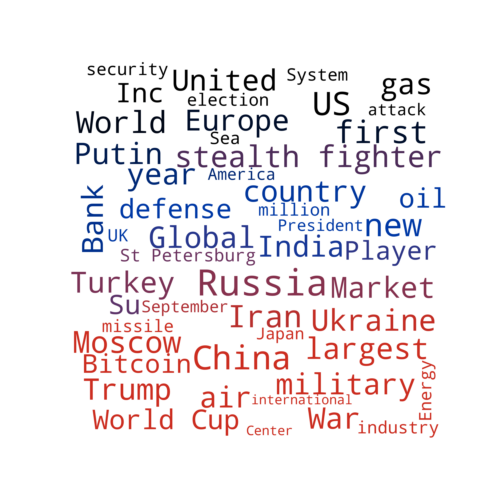 security United System gas
Inc election US attack
World Europe first
Sea
Putin stealth fighter
year America
Bank country oil
defense million
UK President new
Global India Player
St Petersburg
Turkey Russia Market
Su September Iran Ukraine
missile Japan
Moscow China largest
Bitcoin
Trump air military Energy
international
World Cup War industry
Center